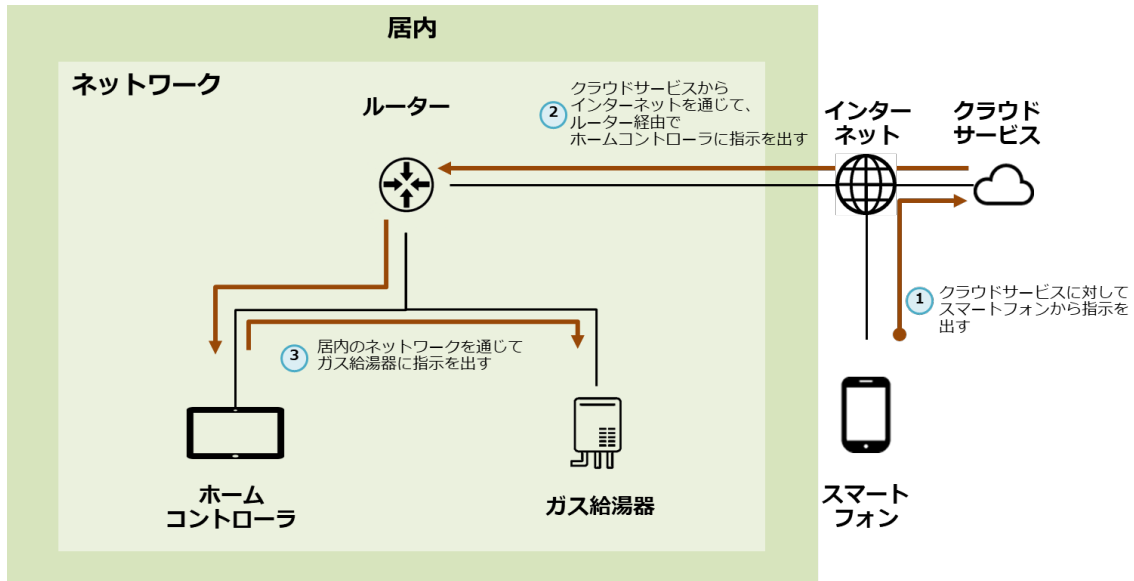 居内
ネットワーク
ルーター
2
クラウドサービスから
インターネットを通じて、
ルーター経由で
ホームコントローラに指示を出す
インター
ネット
クラウド
サービス
1
クラウドサービスに対して
スマートフォンから指示を
出す
3
居内のネットワークを通じて
ガス給湯器に指示を出す
ホーム
コントローラ
ガス給湯器
スマート
フォン